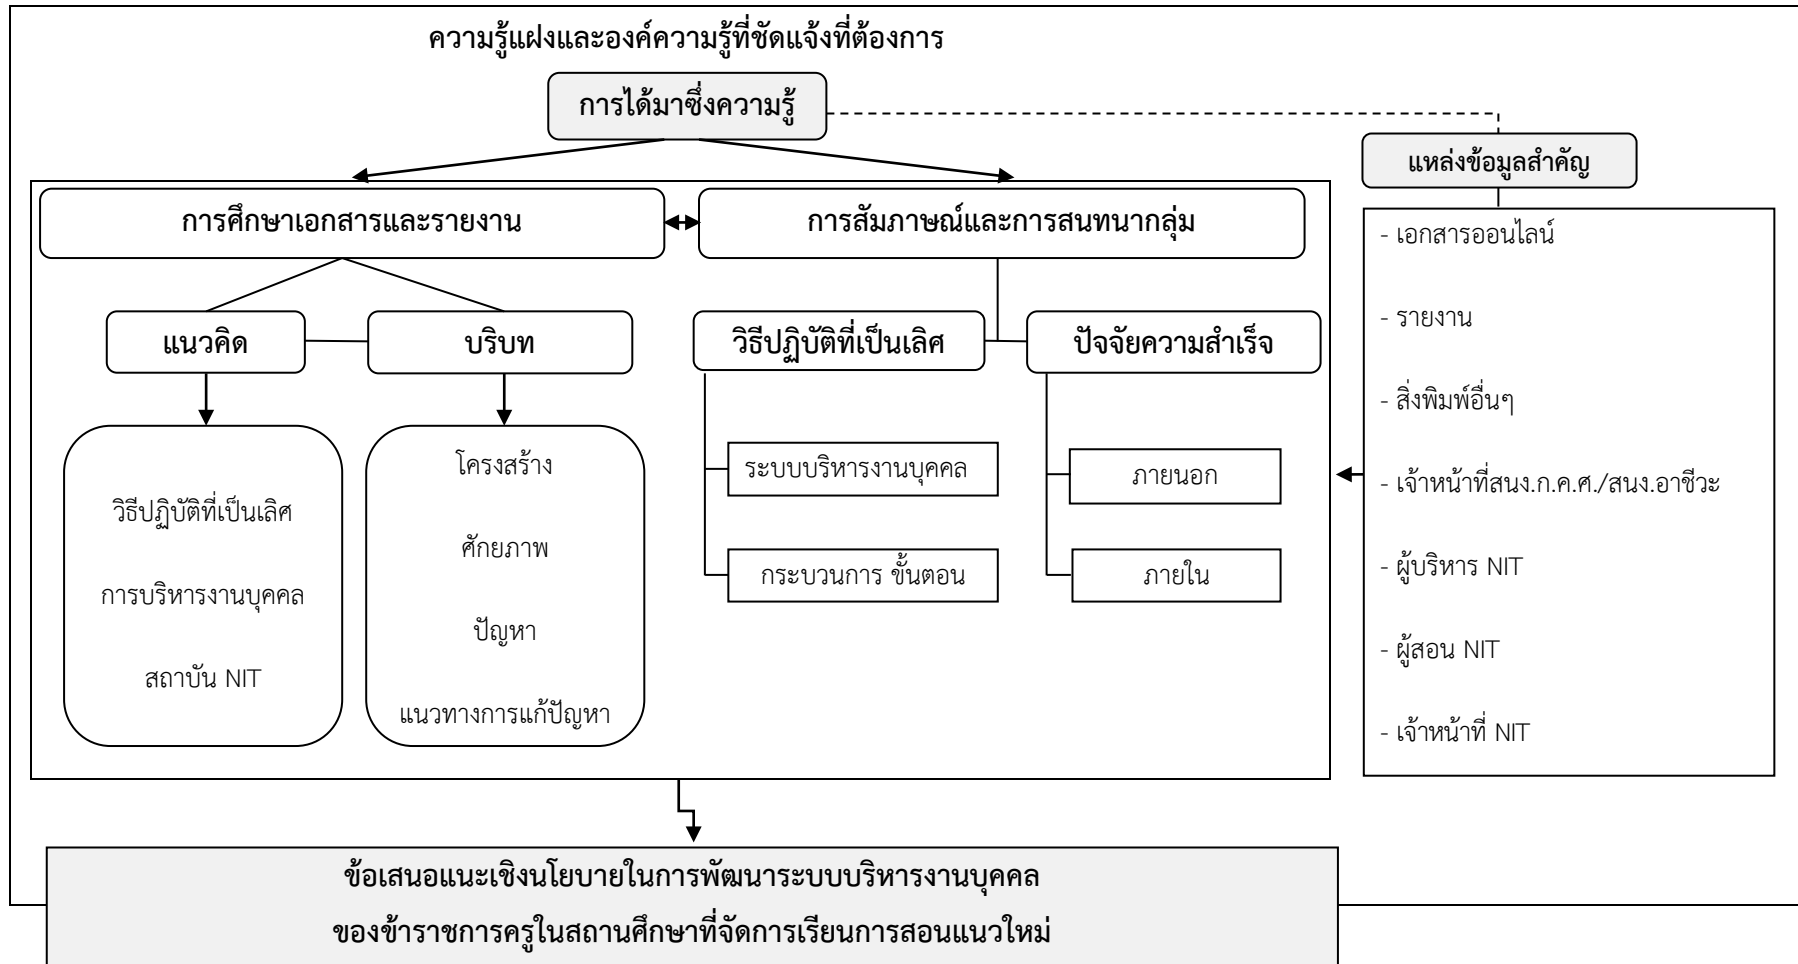 ความรู้แฝงและองค์ความรู้ที่ชัดแจ้งที่ต้องการ
การได้มาซึ่งความรู้
แหล่งข้อมูลสำคัญ
การศึกษาเอกสารและรายงาน
การสัมภาษณ์และการสนทนากลุ่ม
แนวคิด
บริบท
วิธีปฏิบัติที่เป็นเลิศ
ปัจจัยความสำเร็จ
วิธีปฏิบัติที่เป็นเลิศ
การบริหารงานบุคคล
สถาบัน NIT
โครงสร้าง
ศักยภาพ
ปัญหา
แนวทางการแก้ปัญหา
ระบบบริหารงานบุคคล
กระบวนการ ขั้นตอน
ภายนอก
ภายใน
- เอกสารออนไลน์
- รายงาน
- สิ่งพิมพ์อื่นๆ
- เจ้าหน้าที่สนง.ก.ค.ศ./สนง.อาชีวะ
- ผู้บริหาร NIT
- ผู้สอน NIT
- เจ้าหน้าที่ NIT
ข้อเสนอแนะเชิงนโยบายในการพัฒนาระบบบริหารงานบุคคล
ของข้าราชการครูในสถานศึกษาที่จัดการเรียนการสอนแนวใหม่